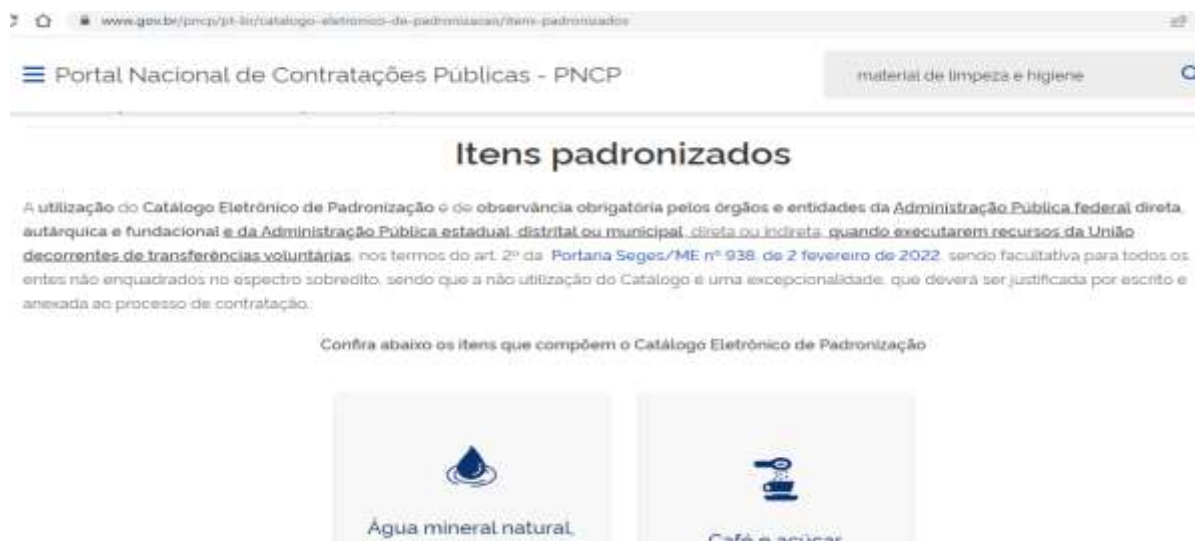 www.gov.br/pncp/pt-br/catalogo-eletronico-de-padronizacao/itens-padronizados
Portal Nacional de Contratações Públicas - PNCP
material de limpeza e higiene
Itens padronizados
A utilização do Catálogo Eletrônico de Padronização é de observância obrigatória pelos órgãos e entidades da Administração Pública federal direta,
autárquica e fundacional e da Administração Pública estadual, distrital ou municipal, direta ou indireta, quando executarem recursos da União
decorrentes de transferências voluntárias, nos termos do art. 2º da Portaria Seges/ME nº 938, de 2 fevereiro de 2022, sendo facultativa para todos os
entes não enquadrados no espectro sobredito, sendo que a não utilização do Catálogo é uma excepcionalidade, que deverá ser justificada por escrito e
anexada ao processo de contratação.
Confira abaixo os itens que compõem o Catálogo Eletrônico de Padronização
Água mineral natural,
Café e açúcar